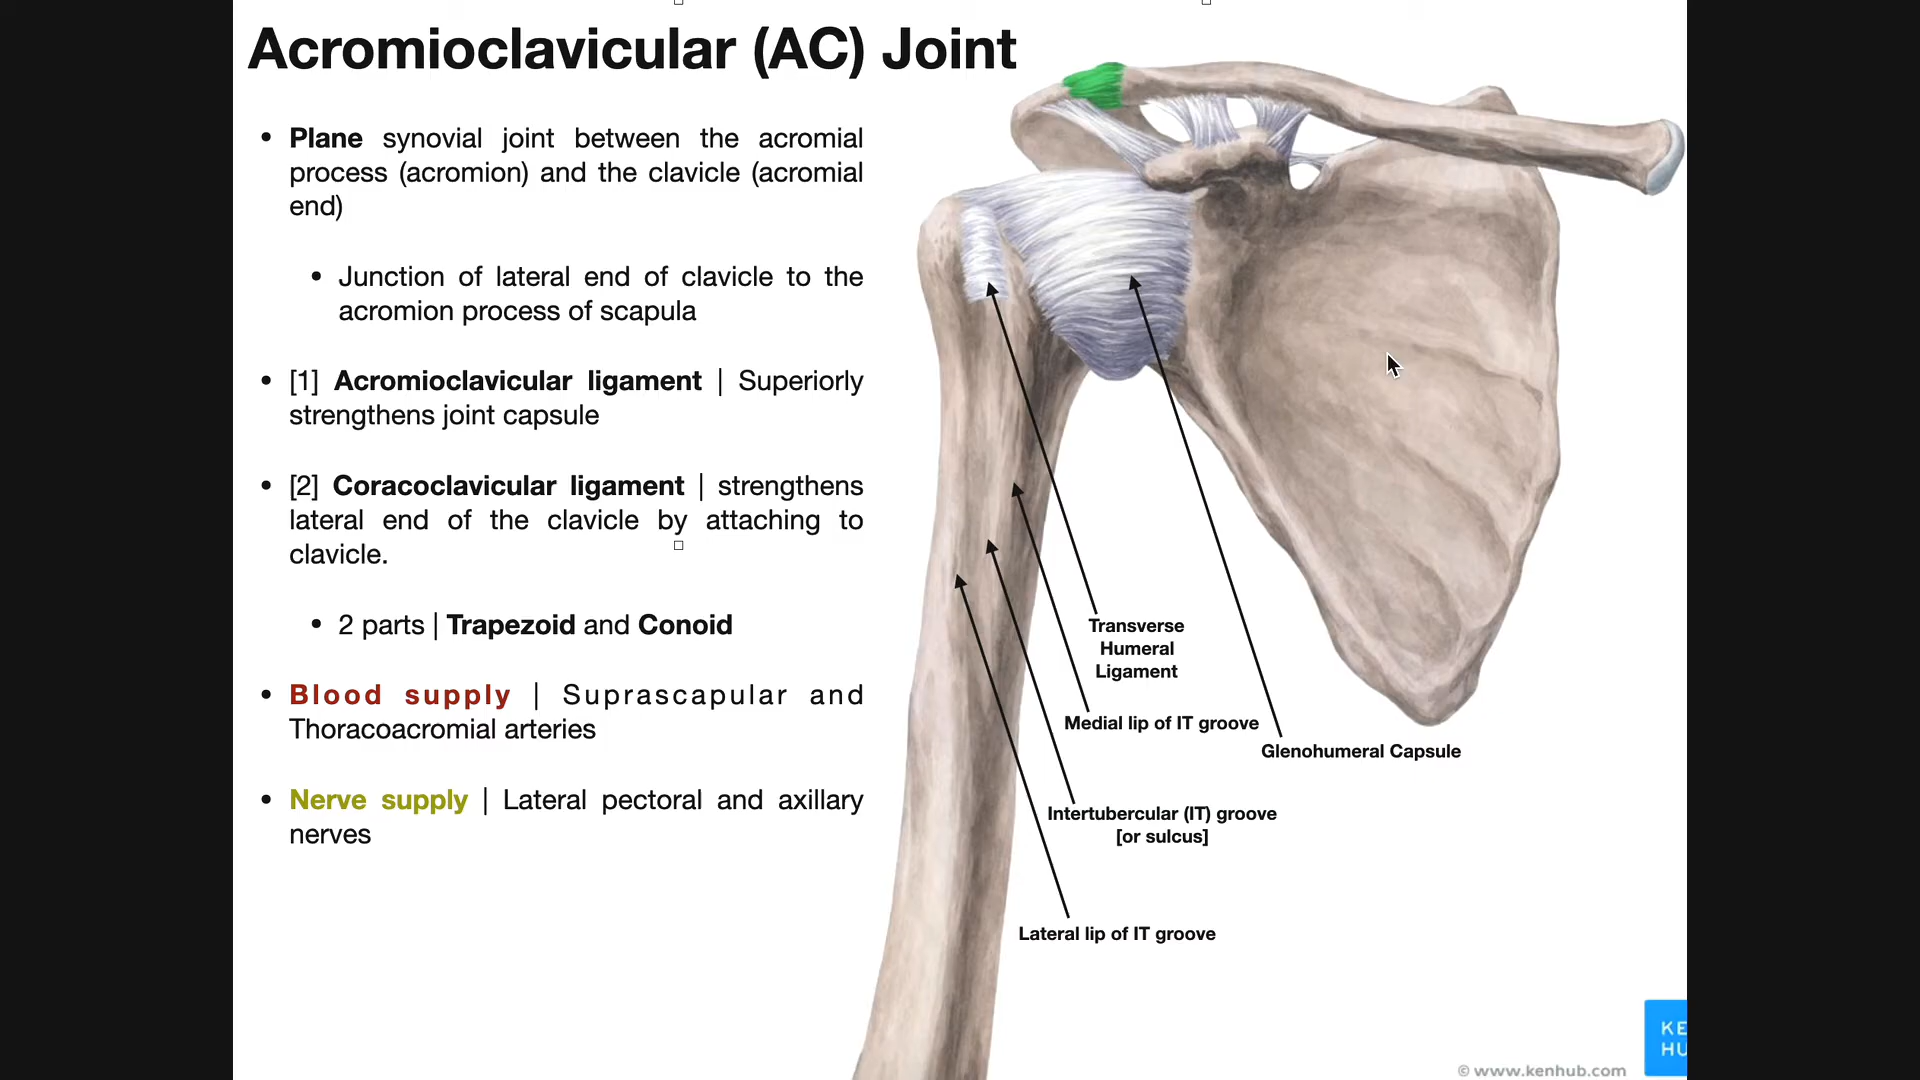 Acromioclavicular (AC) Joint
• Plane synovial joint between the acromial
process (acromion) and the clavicle (acromial
end)
• Junction of lateral end of clavicle to the
acromion process of scapula
• [1] Acromioclavicular ligament | Superiorly
strengthens joint capsule
• [2] Coracoclavicular ligament | strengthens
lateral end of the clavicle by attaching to
clavicle.
• 2 parts | Trapezoid and Conoid
• Blood supply | Suprascapular and
Thoracoacromial arteries
• Nerve supply | Lateral pectoral and axillary
nerves
Transverse
Humeral
Ligament
Medial lip of IT groove
Glenohumeral Capsule
Intertubercular (IT) groove
[or sulcus]
Lateral lip of IT groove
KE
HU
© www.kenhub.com